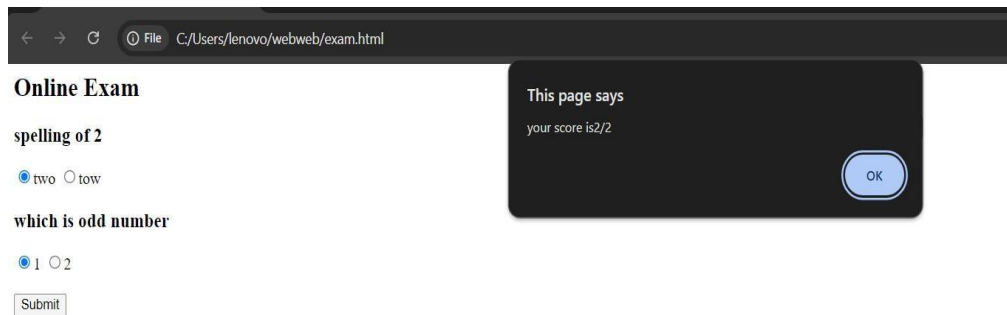 File C:/Users/lenovo/webweb/exam.html
Online Exam
spelling of 2
two tow
which is odd number
1 2
Submit
This page says
your score is2/2
OK